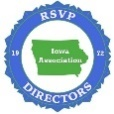 RSVP
Iowa
Association
19 72
DIRECTORS